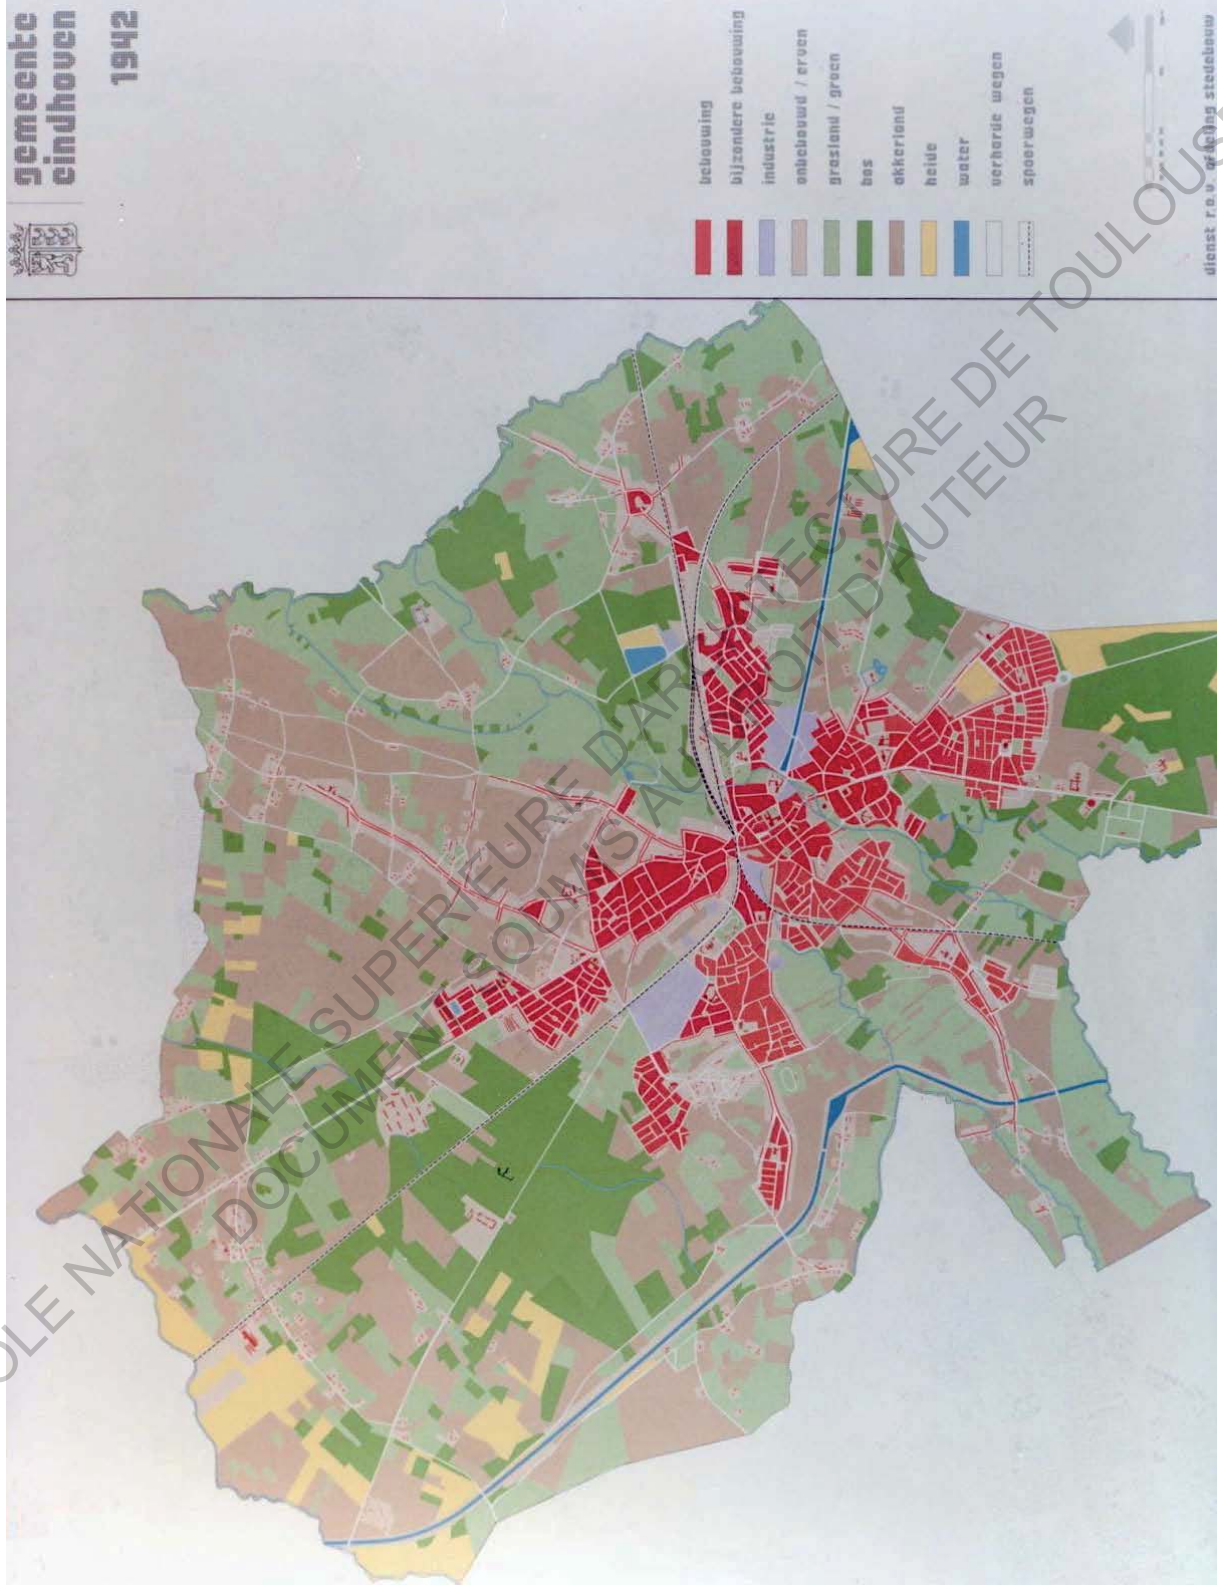 gemeente
eindhoven
1942
bebouwing
bijzondere bebouwing
industrie
onbebouwd / erven
grasland / groen
bos
akkerland
heide
water
verharde wegen
spoorwegen
dienst r.o.v. afdeling stedebouw
ECOLE NATIONALE SUPERIEURE D'ARCHITECTURE DE TOULOUSE
DOCUMENT SOUMIS AU DROIT D'AUTEUR